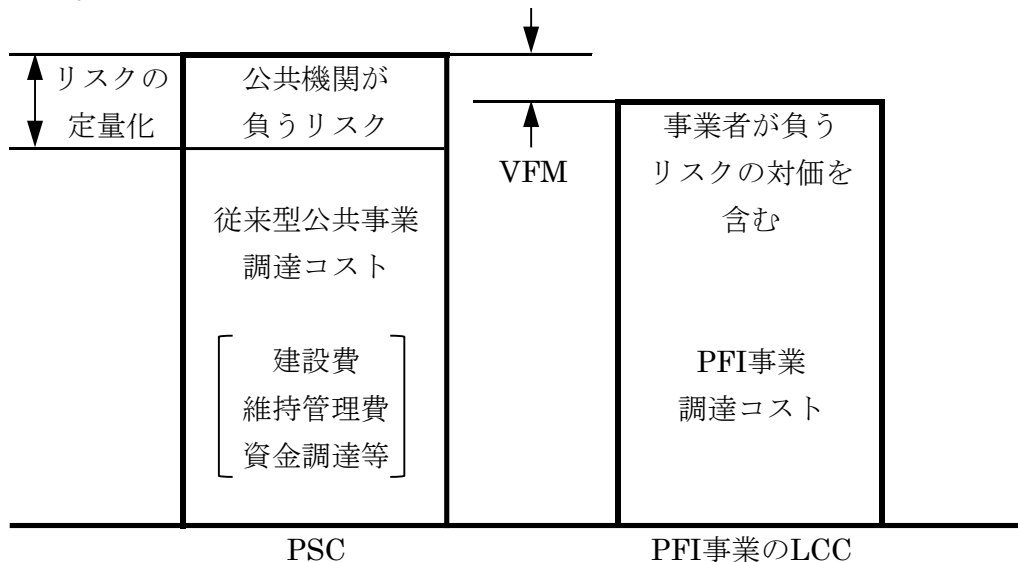 リスクの
定量化
公共機関が
負うリスク
従来型公共事業
調達コスト
建設費
維持管理費
資金調達等
PSC
VFM
事業者が負う
リスクの対価を
含む
PFI事業
調達コスト
PFI事業のLCC